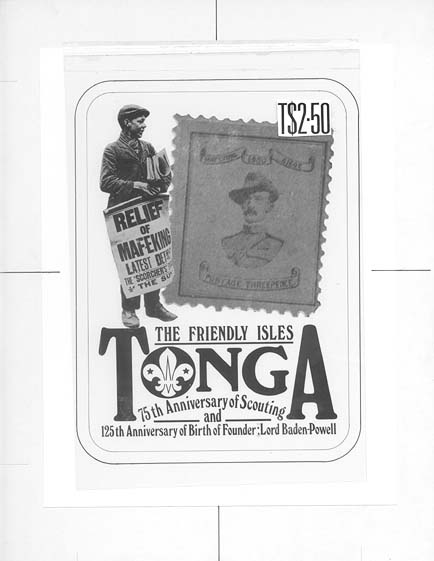 T$2·50
MAFEKING 1900 SIEGE
POSTAGE THREEPENCE
RELIEF
OF
MAFEKING
LATEST
THE
THE FRIENDLY ISLES
TONGA
75th Anniversary of Scouting
and
125th Anniversary of Birth of Founder; Lord Baden-Powell